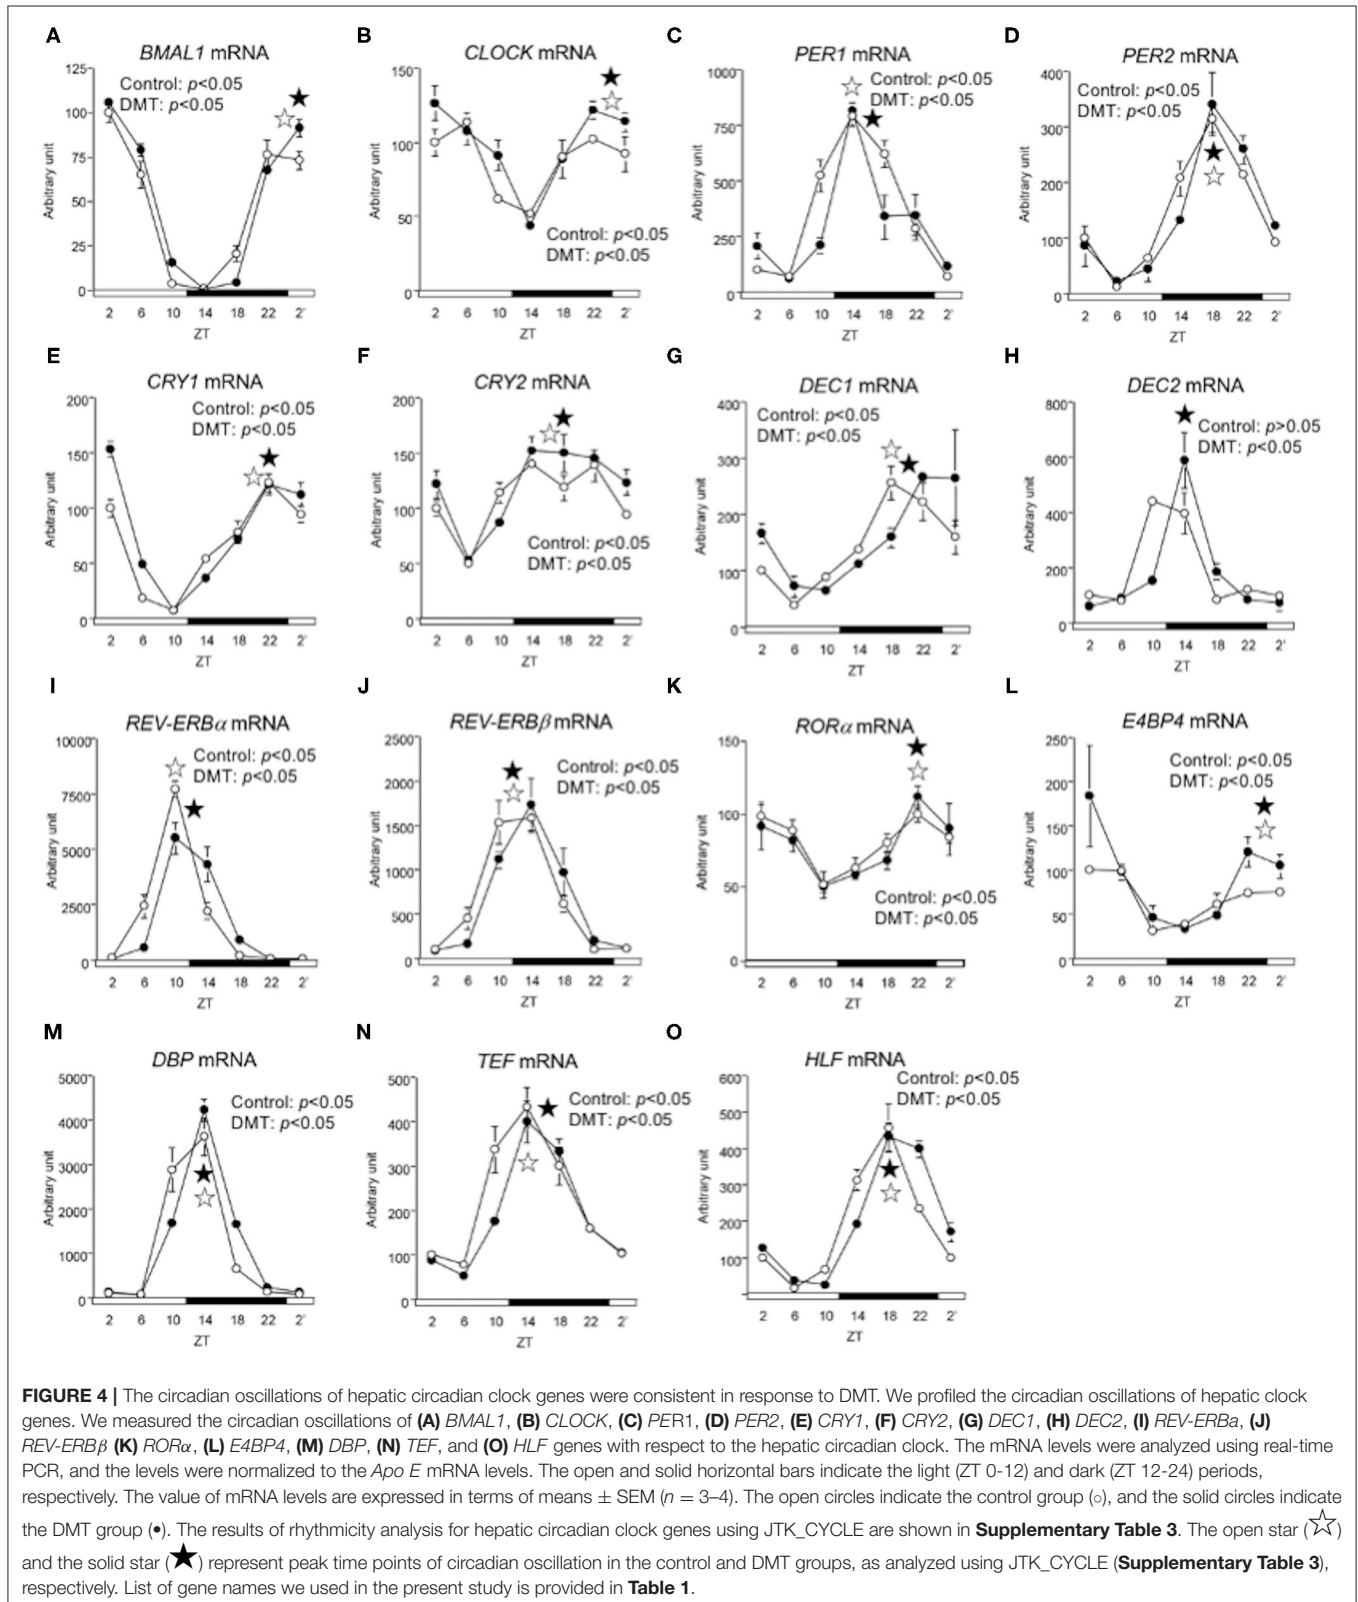 A
BMAL1 mRNA
125
100
75
50
25
0
Arbitrary unit
Control: p<0.05
DMT: p<0.05
2 6 10 14 18 22 2'
ZT
B
CLOCK mRNA
150
100
50
0
Arbitrary unit
Control: p<0.05
DMT: p<0.05
2 6 10 14 18 22 2'
ZT
C
PER1 mRNA
1000
750
500
250
0
Arbitrary unit
Control: p<0.05
DMT: p<0.05
2 6 10 14 18 22 2'
ZT
D
PER2 mRNA
400
300
200
100
0
Arbitrary unit
Control: p<0.05
DMT: p<0.05
2 6 10 14 18 22 2'
ZT
E
CRY1 mRNA
200
150
100
50
0
Arbitrary unit
Control: p<0.05
DMT: p<0.05
2 6 10 14 18 22 2'
ZT
F
CRY2 mRNA
200
150
100
50
0
Arbitrary unit
Control: p<0.05
DMT: p<0.05
2 6 10 14 18 22 2'
ZT
G
DEC1 mRNA
400
300
200
100
0
Arbitrary unit
Control: p<0.05
DMT: p<0.05
2 6 10 14 18 22 2'
ZT
H
DEC2 mRNA
800
600
400
200
0
Arbitrary unit
Control: p>0.05
DMT: p<0.05
2 6 10 14 18 22 2'
ZT
I
REV-ERBα mRNA
10000
7500
5000
2500
0
Arbitrary unit
Control: p<0.05
DMT: p<0.05
2 6 10 14 18 22 2'
ZT
J
REV-ERBβ mRNA
2500
2000
1500
1000
500
0
Arbitrary unit
Control: p<0.05
DMT: p<0.05
2 6 10 14 18 22 2'
ZT
K
RORα mRNA
150
100
50
0
Arbitrary unit
Control: p<0.05
DMT: p<0.05
2 6 10 14 18 22 2'
ZT
L
E4BP4 mRNA
250
200
150
100
50
0
Arbitrary unit
Control: p<0.05
DMT: p<0.05
2 6 10 14 18 22 2'
ZT
M
DBP mRNA
5000
4000
3000
2000
1000
0
Arbitrary unit
Control: p<0.05
DMT: p<0.05
2 6 10 14 18 22 2'
ZT
N
TEF mRNA
500
400
300
200
100
0
Arbitrary unit
Control: p<0.05
DMT: p<0.05
2 6 10 14 18 22 2'
ZT
O
HLF mRNA
600
500
400
300
200
100
Arbitrary unit
Control: p<0.05
DMT: p<0.05
2 6 10 14 18 22 2'
ZT
FIGURE 4 | The circadian oscillations of hepatic circadian clock genes were consistent in response to DMT. We profiled the circadian oscillations of hepatic clock
genes. We measured the circadian oscillations of (A) BMAL1, (B) CLOCK, (C) PER1, (D) PER2, (E) CRY1, (F) CRY2, (G) DEC1, (H) DEC2, (I) REV-ERBa, (J)
REV-ERBβ (K) RORα, (L) E4BP4, (M) DBP, (N) TEF, and (O) HLF genes with respect to the hepatic circadian clock. The mRNA levels were analyzed using real-time
PCR, and the levels were normalized to the Apo E mRNA levels. The open and solid horizontal bars indicate the light (ZT 0-12) and dark (ZT 12-24) periods,
respectively. The value of mRNA levels are expressed in terms of means ± SEM (n = 3–4). The open circles indicate the control group (○), and the solid circles indicate
the DMT group (●). The results of rhythmicity analysis for hepatic circadian clock genes using JTK_CYCLE are shown in Supplementary Table 3. The open star (☆)
and the solid star (★) represent peak time points of circadian oscillation in the control and DMT groups, as analyzed using JTK_CYCLE (Supplementary Table 3),
respectively. List of gene names we used in the present study is provided in Table 1.